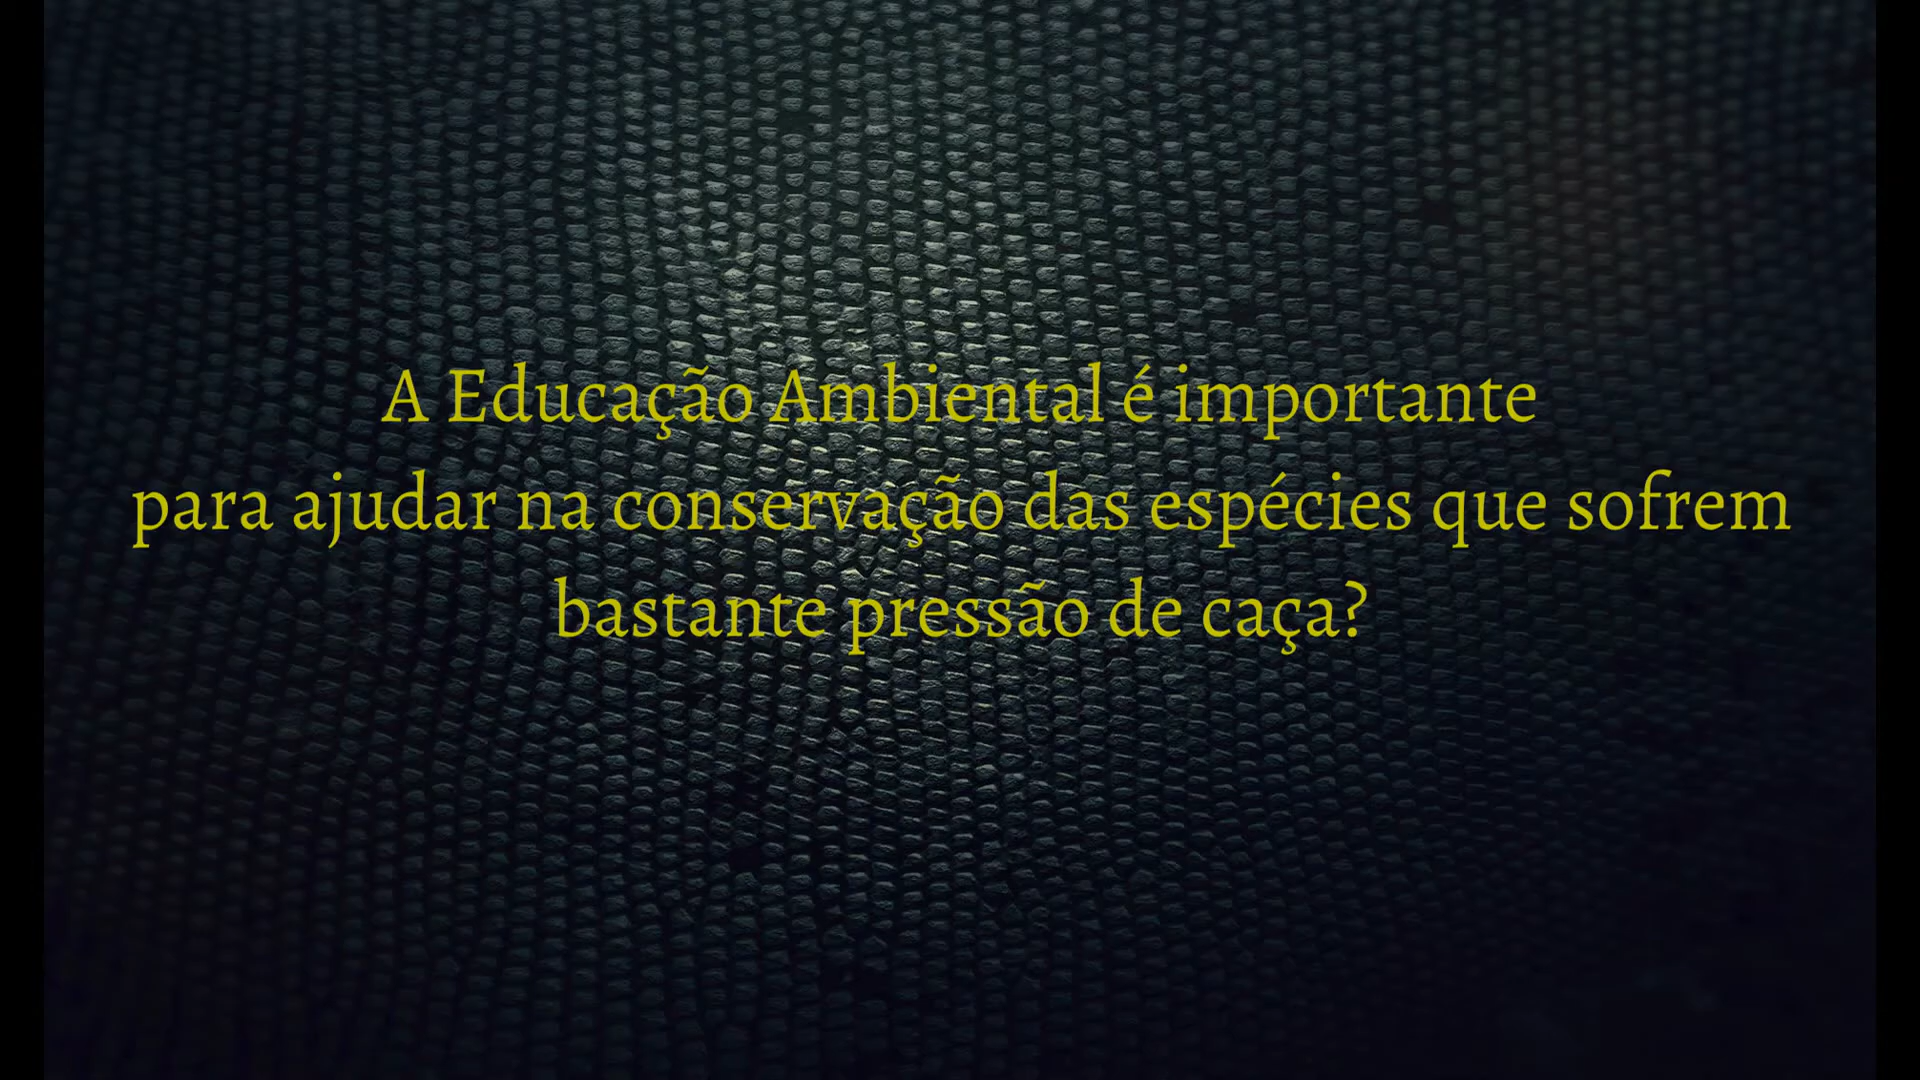 A Educação Ambiental é importante
para ajudar na conservação das espécies que sofrem
bastante pressão de caça?